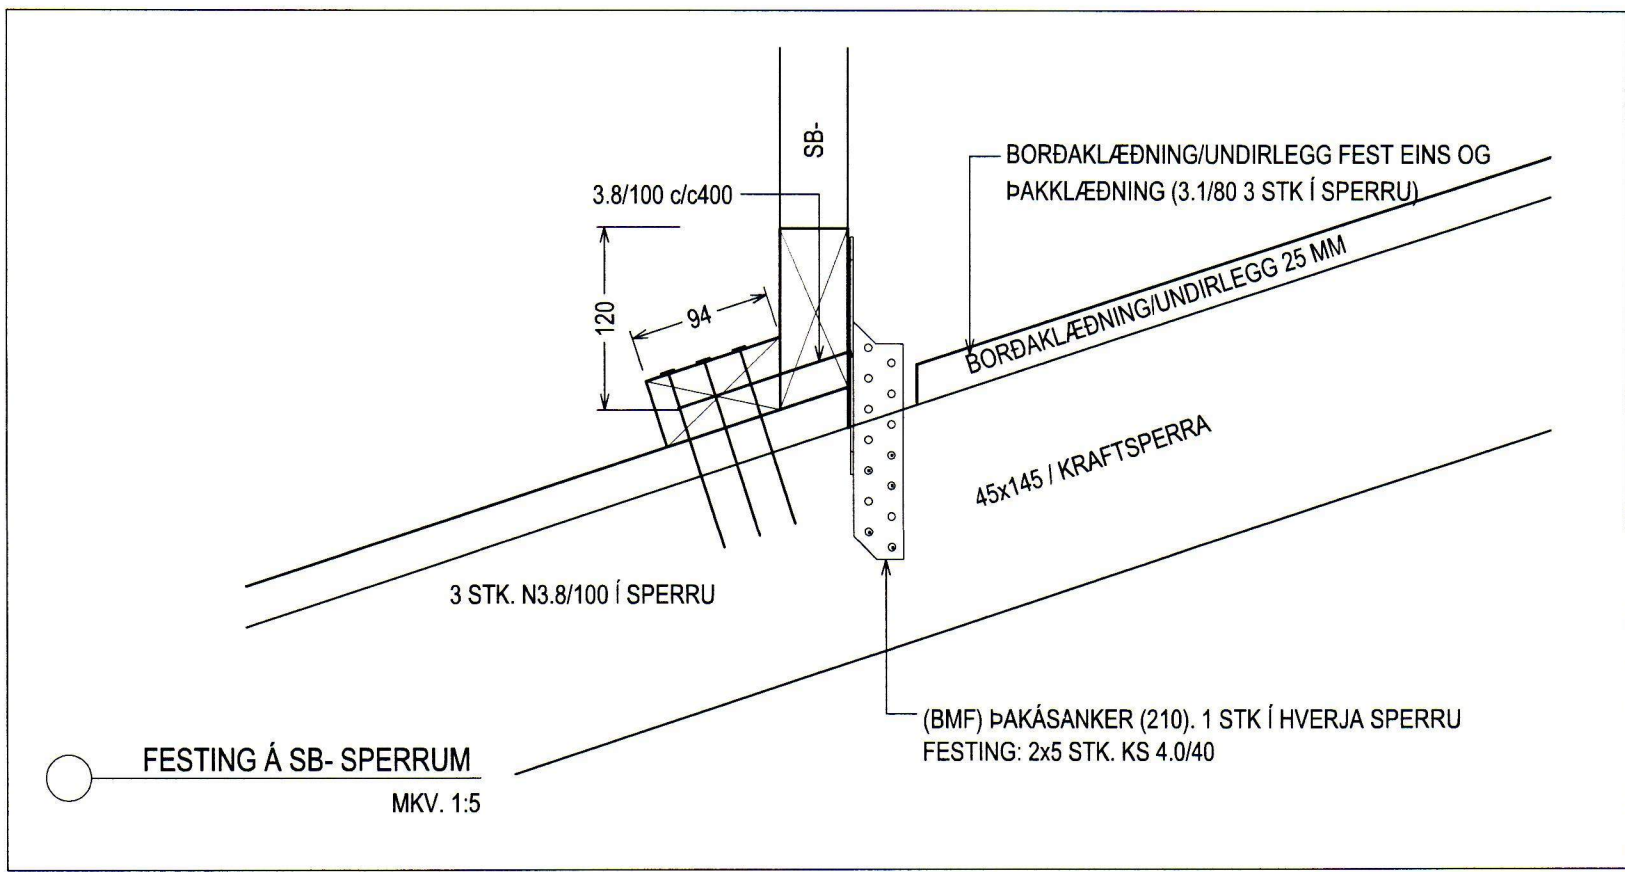 SB-
BORÐAKLÆÐNING/UNDIRLEGG FEST EINS OG
ÞAKKLÆÐNING (3.1/80 3 STK Í SPERRU)
3.8/100 c/c400
120
94
BORÐAKLÆÐNING/UNDIRLEGG 25 MM
45x145 / KRAFTSPERRA
3 STK. N3.8/100 Í SPERRU
(BMF) ÞAKÁSANKER (210). 1 STK Í HVERJA SPERRU
FESTING: 2x5 STK. KS 4.0/40
FESTING Á SB- SPERRUM
MKV. 1:5